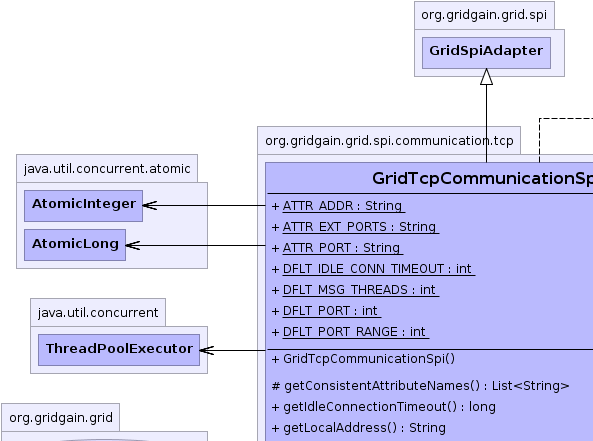 org.gridgain.grid.spi
GridSpiAdapter
org.gridgain.grid.spi.communication.tcp
GridTcpCommunicationSp
java.util.concurrent.atomic
AtomicInteger
AtomicLong
+ ATTR_ADDR : String
+ ATTR_EXT_PORTS : String
+ ATTR_PORT : String
+ DFLT_IDLE_CONN_TIMEOUT : int
+ DFLT_MSG_THREADS : int
+ DFLT_PORT : int
+ DFLT_PORT_RANGE : int
java.util.concurrent
ThreadPoolExecutor
+ GridTcpCommunicationSpi()
# getConsistentAttributeNames() : List<String>
+ getIdleConnectionTimeout() : long
+ getLocalAddress() : String
org.gridgain.grid